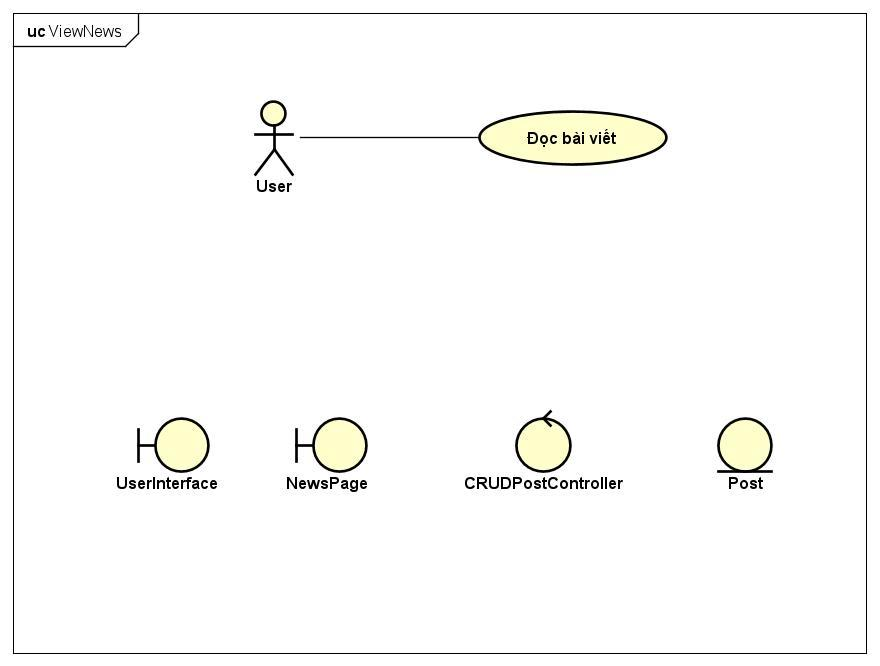 uc ViewNews
Đọc bài viết
User
UserInterface
NewsPage
CRUDPostController
Post